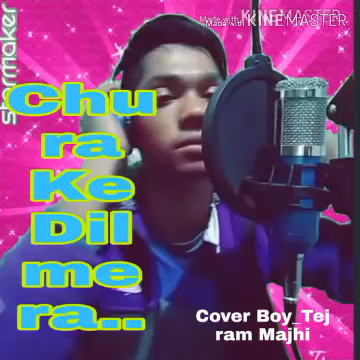 starmaker
Made with KINEMASTER
Made with KINEMASTER
Chu
ra
Ke
Dil
me
ra..
Cover Boy_Tej
ram Majhi